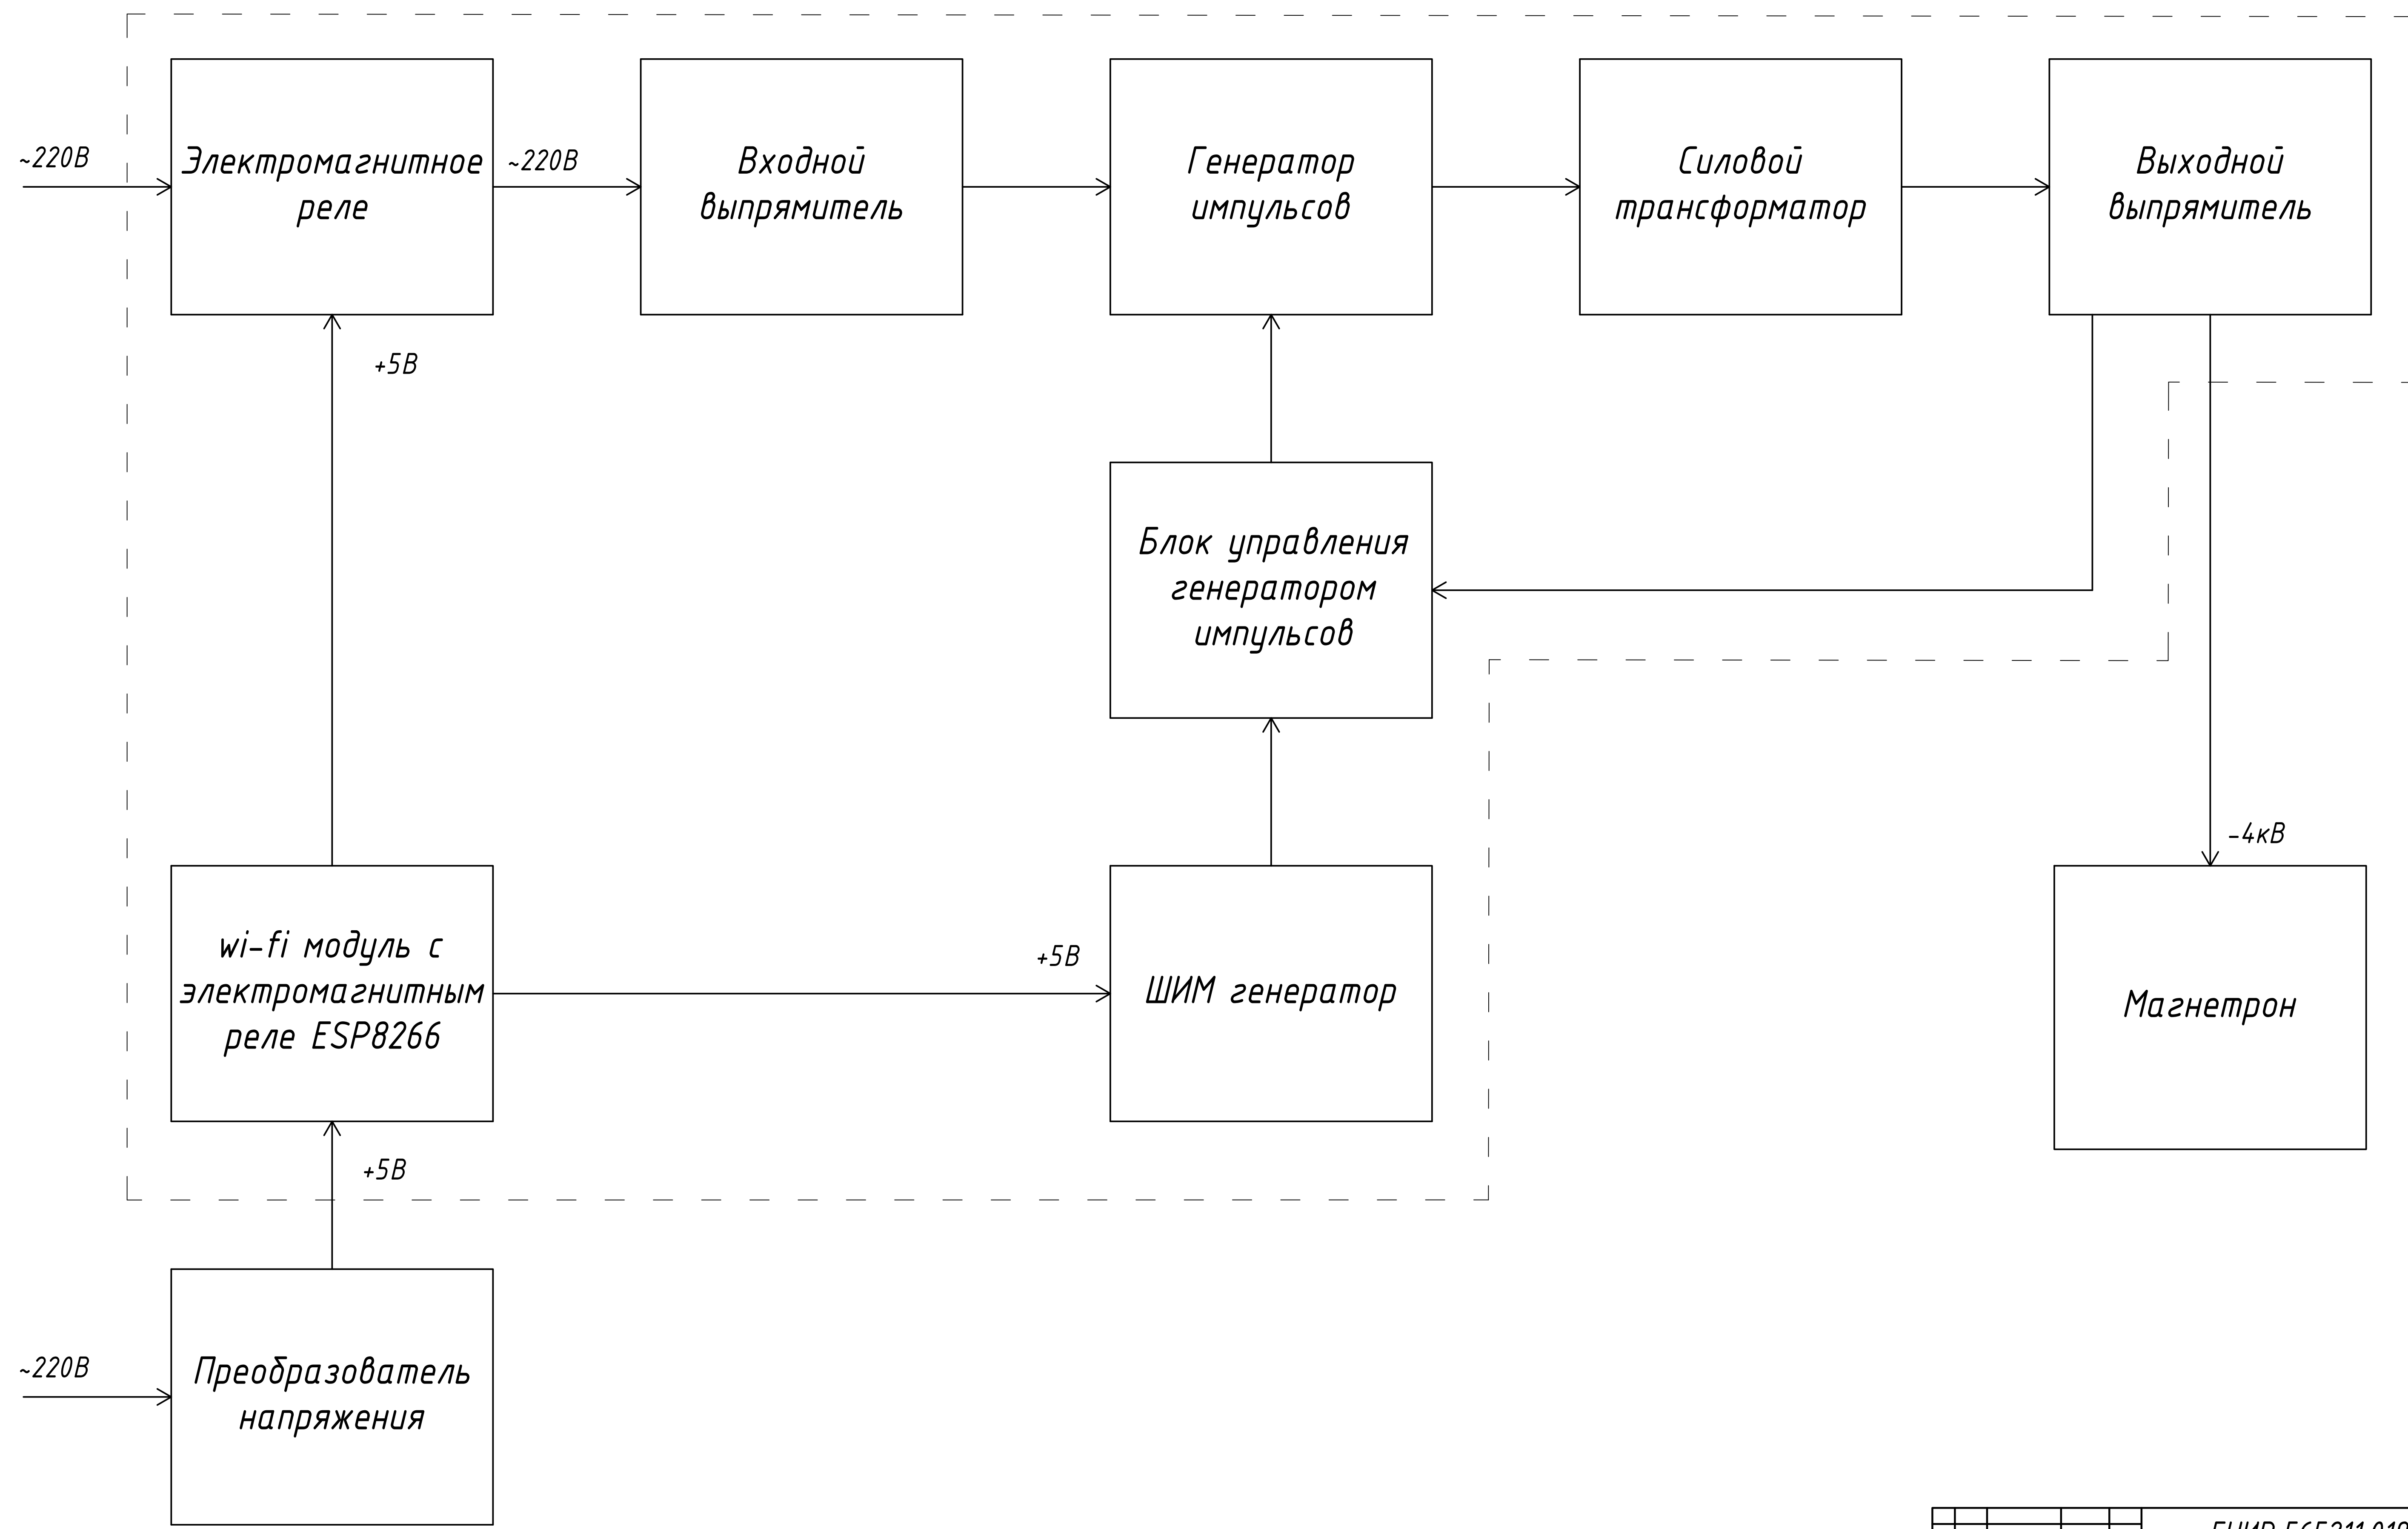 ~220В
Электромагнитное
реле
~220В
Входной
выпрямитель
Генератор
импульсов
Силовой
трансформатор
Выходной
выпрямитель
+5В
Блок управления
генератором
импульсов
-4кВ
wi-fi модуль с
электромагнитным
реле ESP8266
+5В
ШИМ генератор
Магнетрон
+5В
~220В
Преобразователь
напряжения